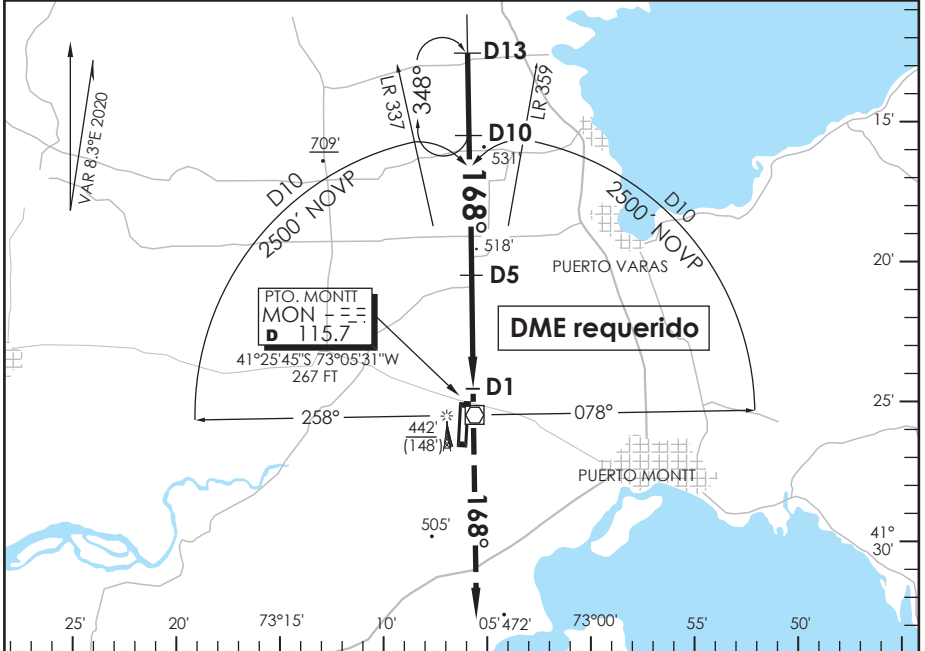 D13
LR 337
348°
LR 359
VAR 8.3°E 2020
15'
709'
D10
531'
D10
2500' NOVP
168°
D10
2500' NOVP
518'
20'
D5
PUERTO VARAS
PTO. MONTT
MON
D 115.7
41°25'45"S 73°05'31"W
267 FT
DME requerido
D1
25'
258°
078°
442'
(148')
PUERTO MONTT
168°
505'
41°
30'
25'
20'
73°15'
10'
05'
472'
73°00'
55'
50'